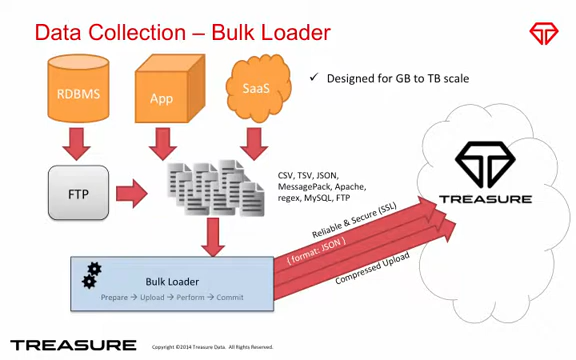 Data Collection – Bulk Loader
RDBMS
App
SaaS
✓ Designed for GB to TB scale
FTP
CSV, TSV, JSON,
MessagePack, Apache,
regex, MySQL, FTP
TREASURE
Reliable & Secure (SSL)
( format: JSON )
Compressed Upload
Bulk Loader
Prepare → Upload → Perform → Commit
TREASURE
Copyright ©2014 Treasure Data. All Rights Reserved.